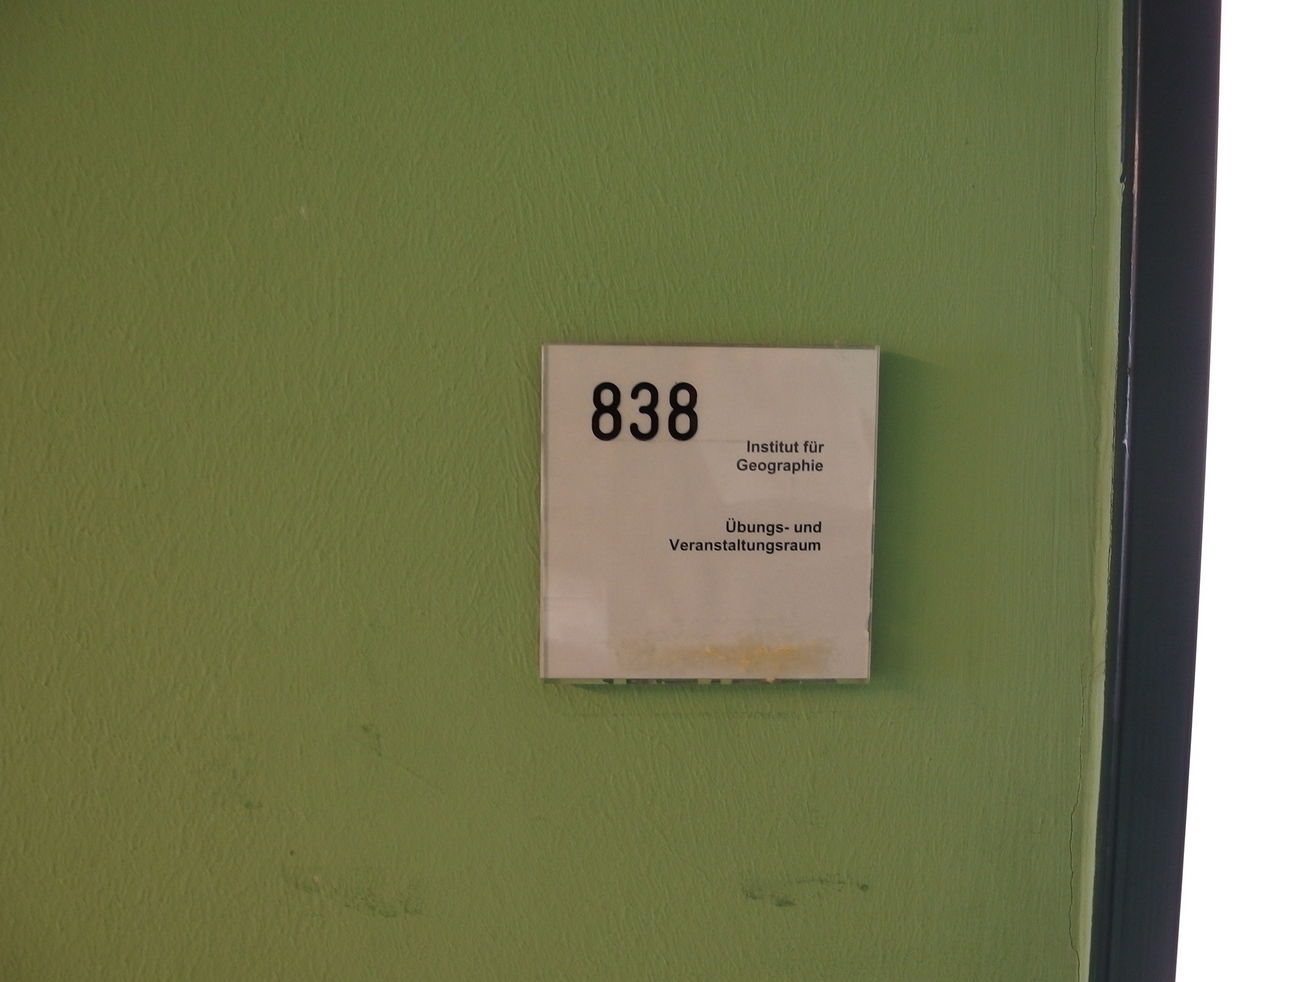 838
Institut für
Geographie
Übungs- und
Veranstaltungsraum